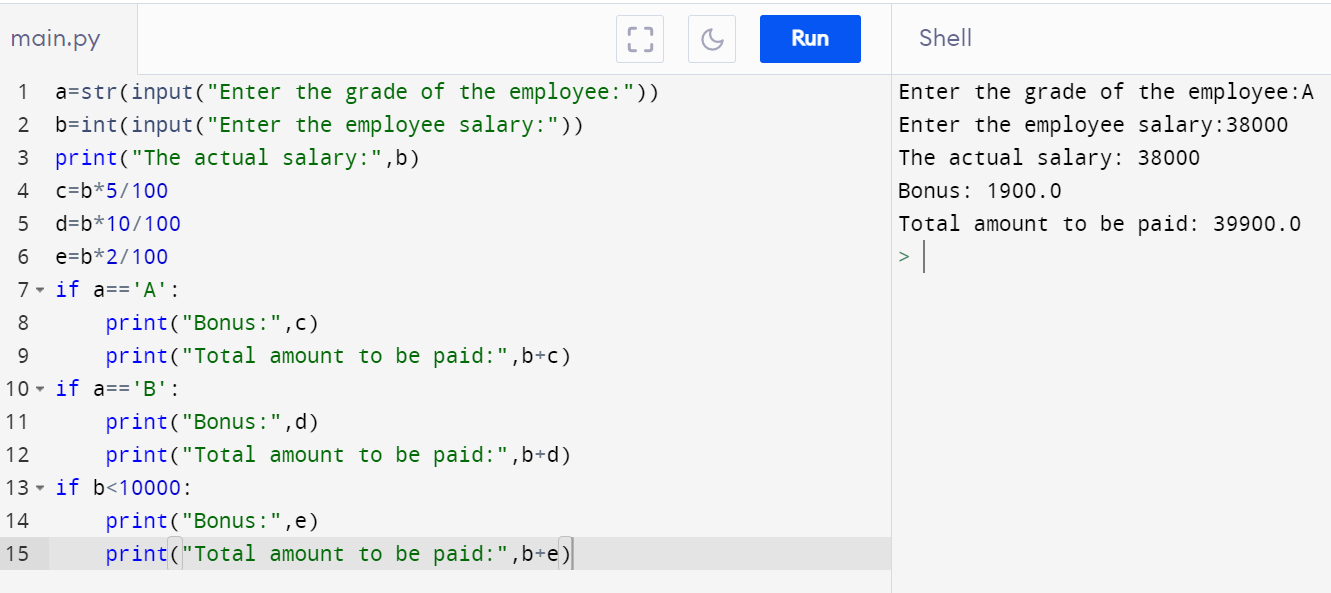 main.py
Run
Shell
1 a=str(input("Enter the grade of the employee:"))
2 b=int(input("Enter the employee salary:"))
3 print("The actual salary:",b)
4 c=b*5/100
5 d=b*10/100
6 e=b*2/100
7 if a=='A':
8     print("Bonus:",c)
9     print("Total amount to be paid:",b+c)
10 if a=='B':
11     print("Bonus:",d)
12     print("Total amount to be paid:",b+d)
13 if b<10000:
14     print("Bonus:",e)
15     print("Total amount to be paid:",b+e)
Enter the grade of the employee:A
Enter the employee salary:38000
The actual salary: 38000
Bonus: 1900.0
Total amount to be paid: 39900.0
>